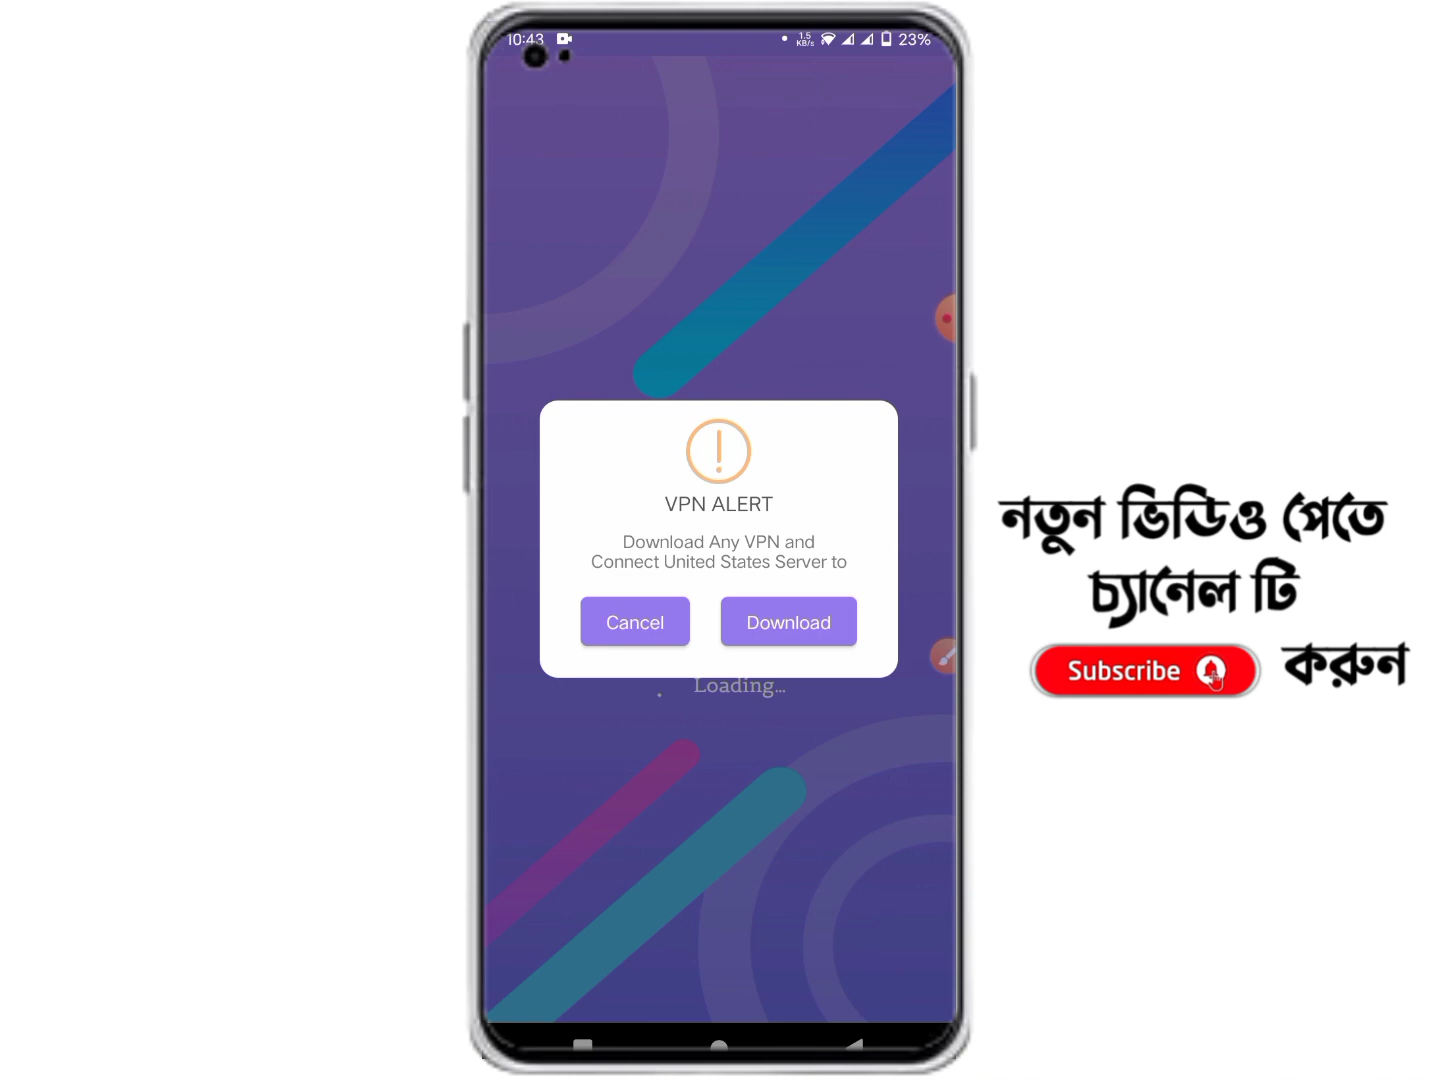 10:43
1.5 KB/s
23%
VPN ALERT
Download Any VPN and
Connect United States Server to
Cancel
Download
Loading...
নতুন ভিডিও পেতে
চ্যানেল টি
Subscribe করুন